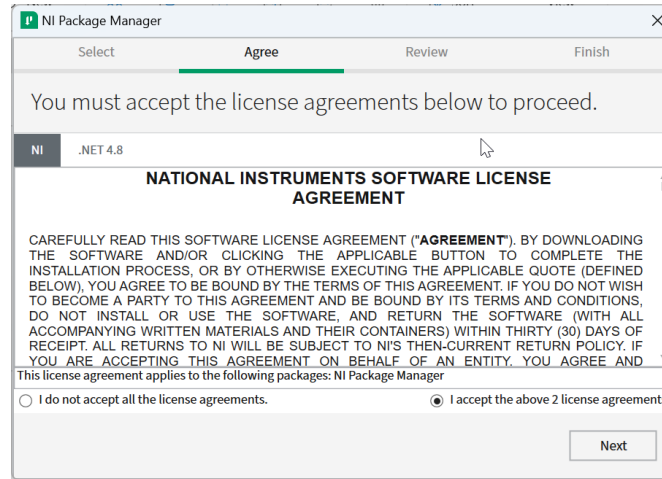 NI Package Manager
Select Agree Review Finish
You must accept the license agreements below to proceed.
NI .NET 4.8
NATIONAL INSTRUMENTS SOFTWARE LICENSE
AGREEMENT
CAREFULLY READ THIS SOFTWARE LICENSE AGREEMENT ("AGREEMENT"). BY DOWNLOADING
THE SOFTWARE AND/OR CLICKING THE APPLICABLE BUTTON TO COMPLETE THE
INSTALLATION PROCESS, OR BY OTHERWISE EXECUTING THE APPLICABLE QUOTE (DEFINED
BELOW), YOU AGREE TO BE BOUND BY THE TERMS OF THIS AGREEMENT. IF YOU DO NOT WISH
TO BECOME A PARTY TO THIS AGREEMENT AND BE BOUND BY ITS TERMS AND CONDITIONS,
DO NOT INSTALL OR USE THE SOFTWARE, AND RETURN THE SOFTWARE (WITH ALL
ACCOMPANYING WRITTEN MATERIALS AND THEIR CONTAINERS) WITHIN THIRTY (30) DAYS OF
RECEIPT. ALL RETURNS TO NI WILL BE SUBJECT TO NI'S THEN-CURRENT RETURN POLICY. IF
YOU ARE ACCEPTING THIS AGREEMENT ON BEHALF OF AN ENTITY, YOU AGREE AND
This license agreement applies to the following packages: NI Package Manager
I do not accept all the license agreements. I accept the above 2 license agreement
Next